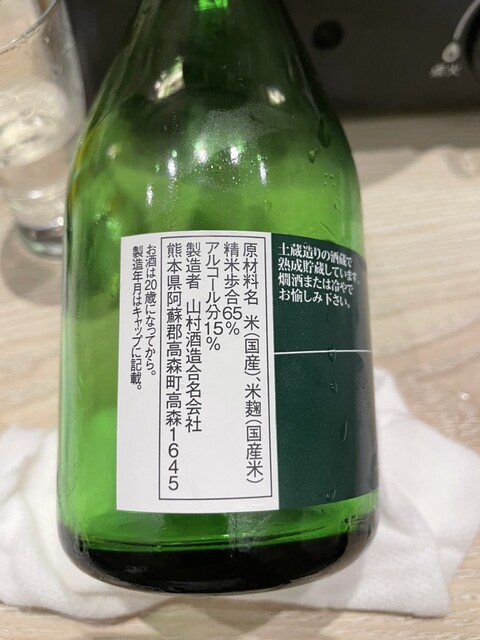 土蔵造りの酒蔵で
熟成貯蔵しています。
燗酒または冷やで
お愉しみ下さい。
原材料名 米(国産)、米麹(国産米)
精米歩合65%
アルコール分15%
製造者 山村酒造合名会社
熊本県阿蘇郡高森町高森1645
お酒は20歳になってから。
製造年月はキャップに記載。
点火